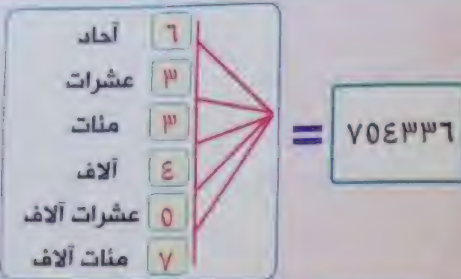 ٦ آحاد
٣ عشرات
٣ مئات
٤ آلاف
٥ عشرات آلاف
٧ مئات آلاف
= ٧٥٤٣٣٦